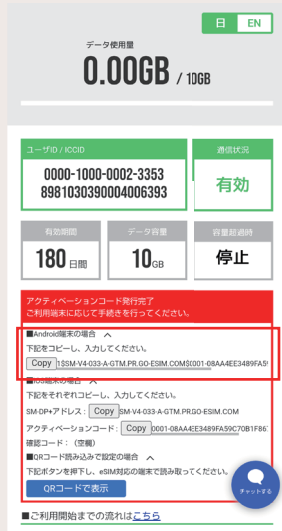 日 EN
データ使用量
0.00GB / 10GB
ユーザID / ICCID
0000-1000-0002-3353
8981030390004006393
通信状況
有効
有効期間
180日間
データ容量
10GB
容量超過時
停止
アクティベーションコード発行完了
ご利用期間に応じて手続きを行ってください。
■Android端末の場合 ヘ
下記をコピーし、入力してください。
Copy 1$SM-V4-033-A-GTM.PR.GO-ESIM.COM$0001-08AA4EE3489FA5
■iOS端末の場合 ヘ
下記をそれぞれコピーし、入力してください。
SM-DP+アドレス : Copy SM-V4-033-A-GTM.PR.GO-ESIM.COM
アクティベーションコード : Copy 0001-08AA4EE3489FA59C70B1F86
確認コード : （空欄）
■QRコード読み込みで設定の場合 ヘ
下記ボタンを押下し、eSIM対応の端末で読み取ってください。
QRコードで表示
チャットする
■ご利用開始までの流れはこちら